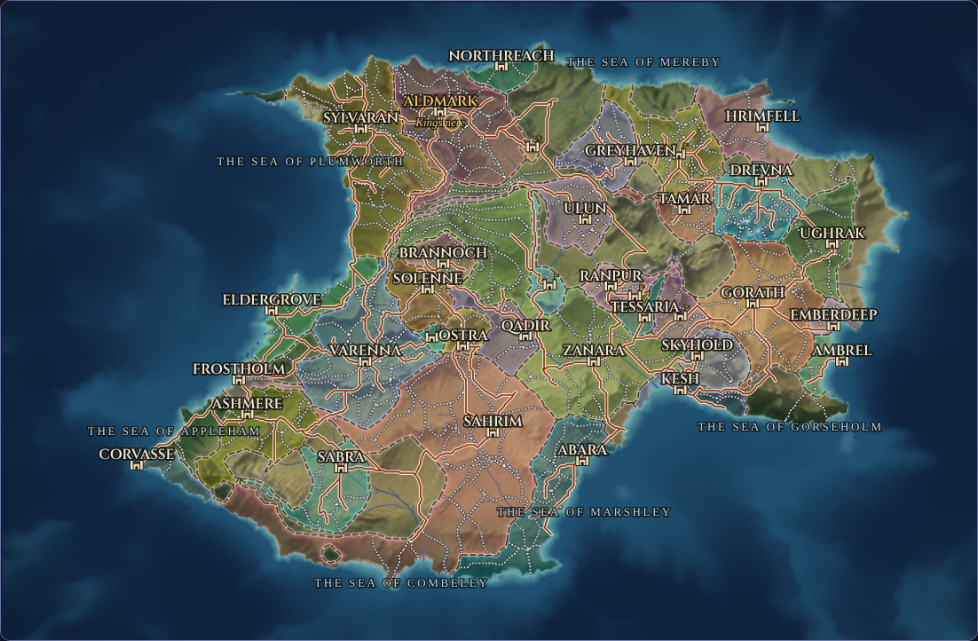 NORTHREACH
THE SEA OF MEREBY
ALDMARK
SYLVARAN
HRIMFELL
GREYHAVEN
THE SEA OF PLUMWORTH
DREVNA
TAMAR
ULUN
UGHRAK
BRANNOCH
SOLENNE
RANPUR
GORATH
ELDERGROVE
TESSARIA
EMBERDEEP
QADIR
OSTRA
SKYHOLD
VARENNA
ZANARA
AMBREL
FROSTHOLM
KESH
ASHMERE
SAHRIM
THE SEA OF APPLEHAM
THE SEA OF GORSEHOLM
CORVASSE
SABRA
ABARA
THE SEA OF MARSHLEY
THE SEA OF COMBELEY